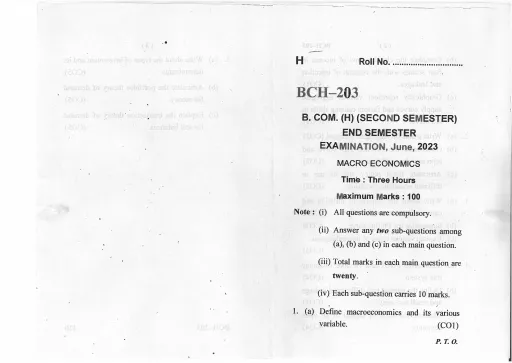 H Roll No. ..............................
BCH–203
B. COM. (H) (SECOND SEMESTER)
END SEMESTER
EXAMINATION, June, 2023
MACRO ECONOMICS
Time : Three Hours
Maximum Marks : 100
Note : (i) All questions are compulsory.
(ii) Answer any two sub-questions among
(a), (b) and (c) in each main question.
(iii) Total marks in each main question are
twenty.
(iv) Each sub-question carries 10 marks.
1. (a) Define macroeconomics and its various
variable. (CO1)
P. T. O.